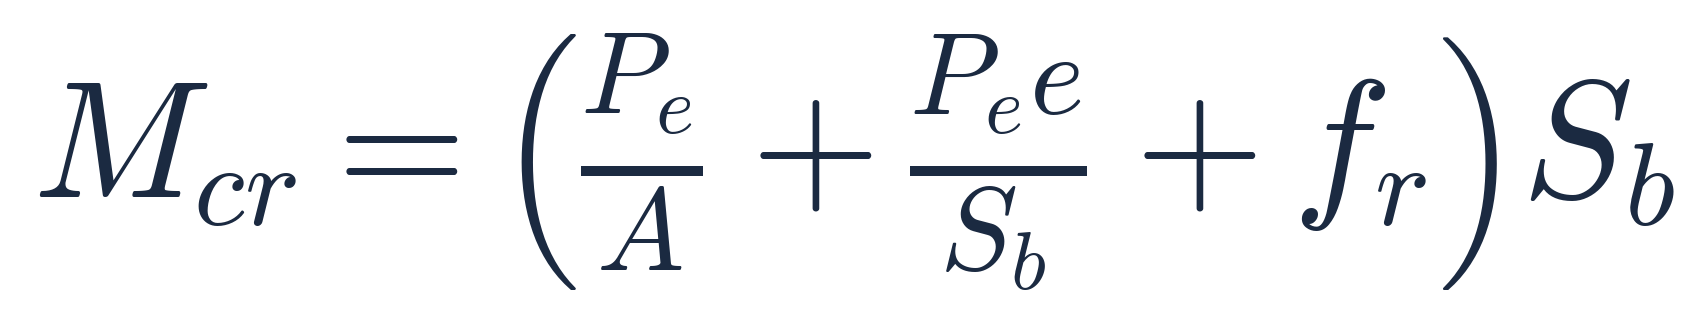 $M_{cr} = \left( \frac{P_e}{A} + \frac{P_e e}{S_b} + f_r \right) S_b$